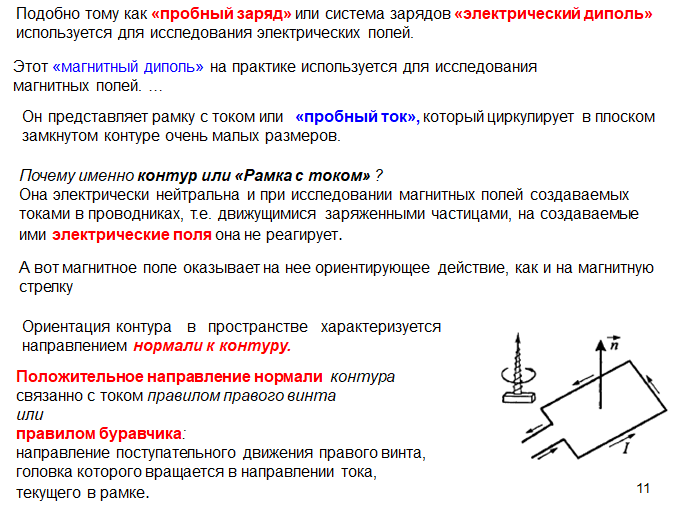 Подобно тому как «пробный заряд» или система зарядов «электрический диполь»
используется для исследования электрических полей.
Этот «магнитный диполь» на практике используется для исследования
магнитных полей. …
Он представляет рамку с током или «пробный ток», который циркулирует в плоском
замкнутом контуре очень малых размеров.
Почему именно контур или «Рамка с током» ?
Она электрически нейтральна и при исследовании магнитных полей создаваемых
токами в проводниках, т.е. движущимися заряженными частицами, на создаваемые
ими электрические поля она не реагирует.
А вот магнитное поле оказывает на нее ориентирующее действие, как и на магнитную
стрелку
Ориентация контура в пространстве характеризуется
направлением нормали к контуру.
Положительное направление нормали контура
связанно с током правилом правого винта
или
правилом буравчика:
направление поступательного движения правого винта,
головка которого вращается в направлении тока,
текущего в рамке.
n
I
11